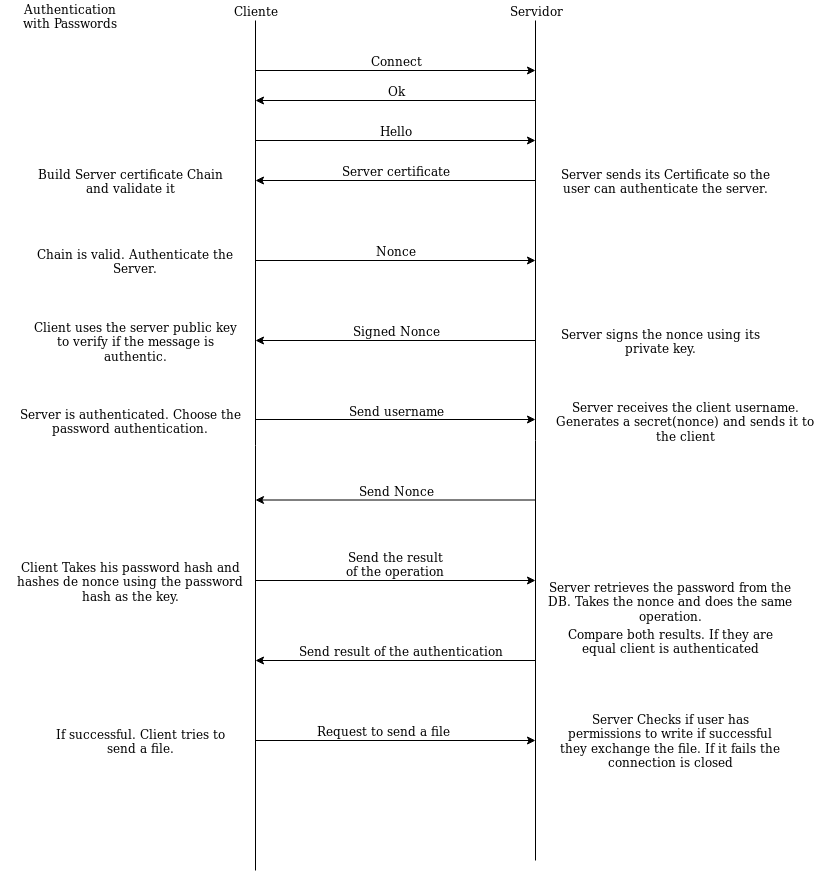 Authentication
with Passwords
Cliente
Servidor
Connect
Ok
Hello
Server certificate
Build Server certificate Chain
and validate it
Server sends its Certificate so the
user can authenticate the server.
Nonce
Chain is valid. Authenticate the
Server.
Signed Nonce
Client uses the server public key
to verify if the message is
authentic.
Server signs the nonce using its
private key.
Send username
Server is authenticated. Choose the
password authentication.
Server receives the client username.
Generates a secret(nonce) and sends it to
the client
Send Nonce
Send the result
of the operation
Client Takes his password hash and
hashes de nonce using the password
hash as the key.
Server retrieves the password from the
DB. Takes the nonce and does the same
operation.
Compare both results. If they are
equal client is authenticated
Send result of the authentication
Request to send a file
If successful. Client tries to
send a file.
Server Checks if user has
permissions to write if successful
they exchange the file. If it fails the
connection is closed